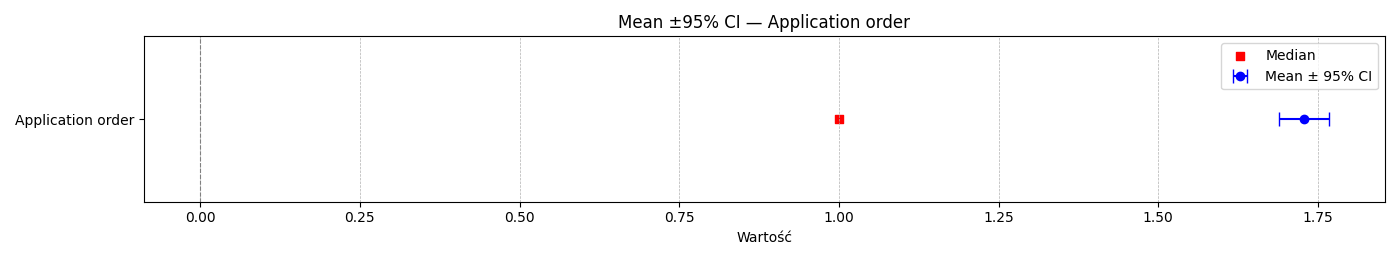 Mean ±95% CI — Application order
Median
Mean ± 95% CI
Application order
0.00 0.25 0.50 0.75 1.00 1.25 1.50 1.75
Wartość